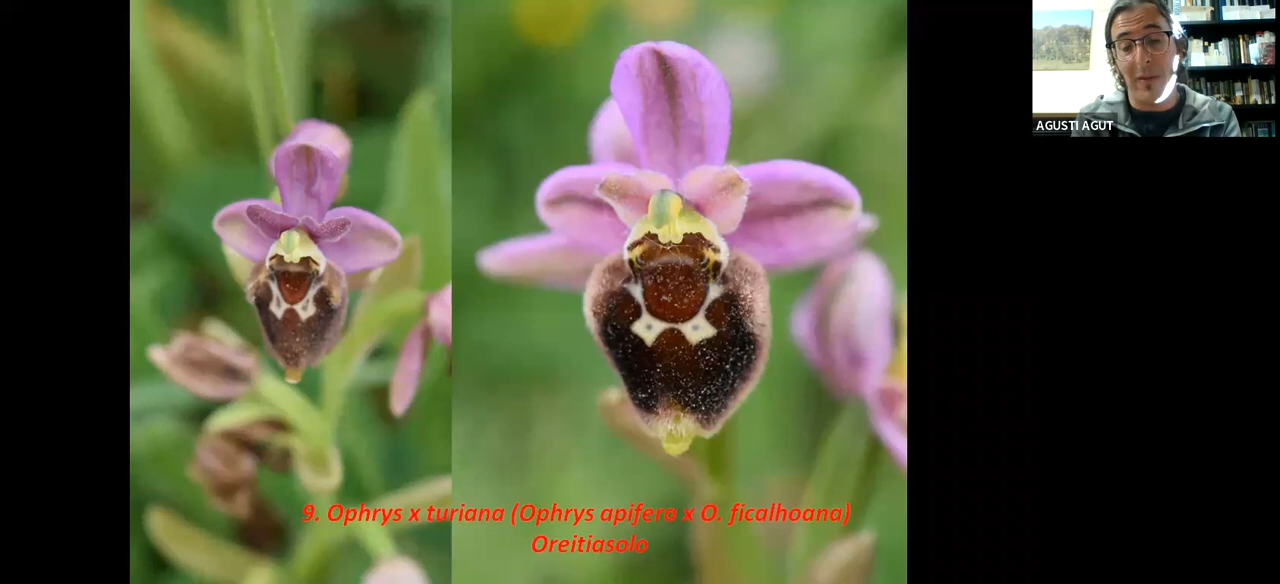 AGUSTI AGUT
9. Ophrys x turiana (Ophrys apifera x O. ficalhoana)
Oreitiasolo